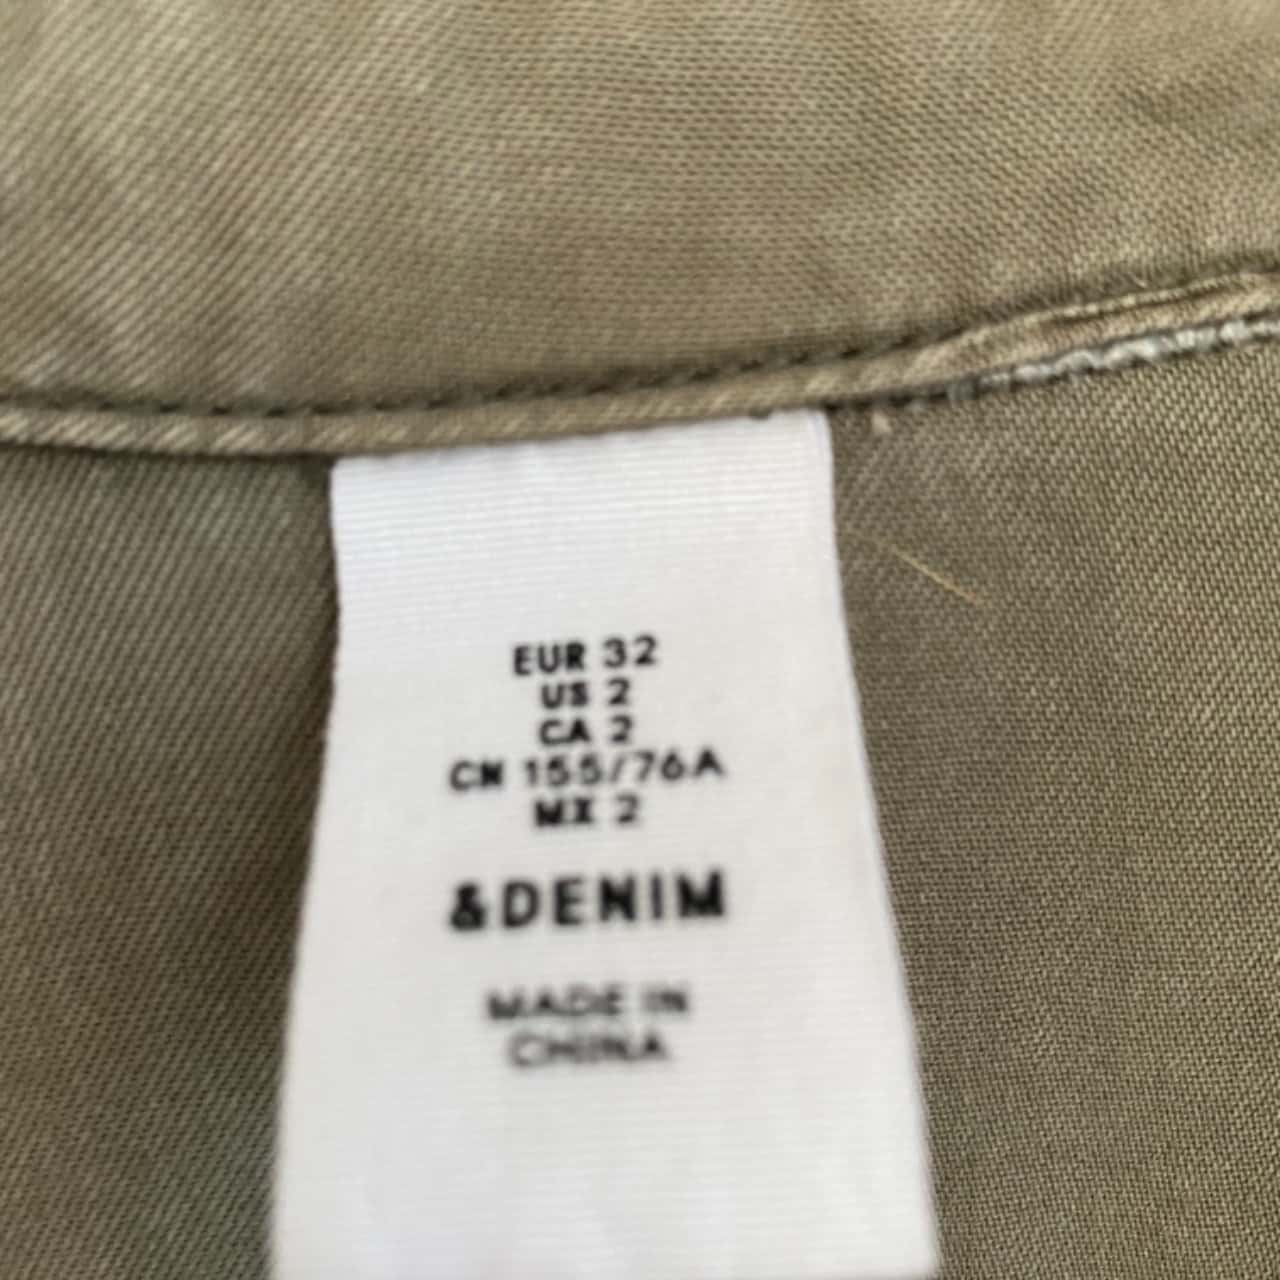 EUR 32
US 2
CA 2
CN 155/76A
MX 2
&DENIM
MADE IN
CHINA